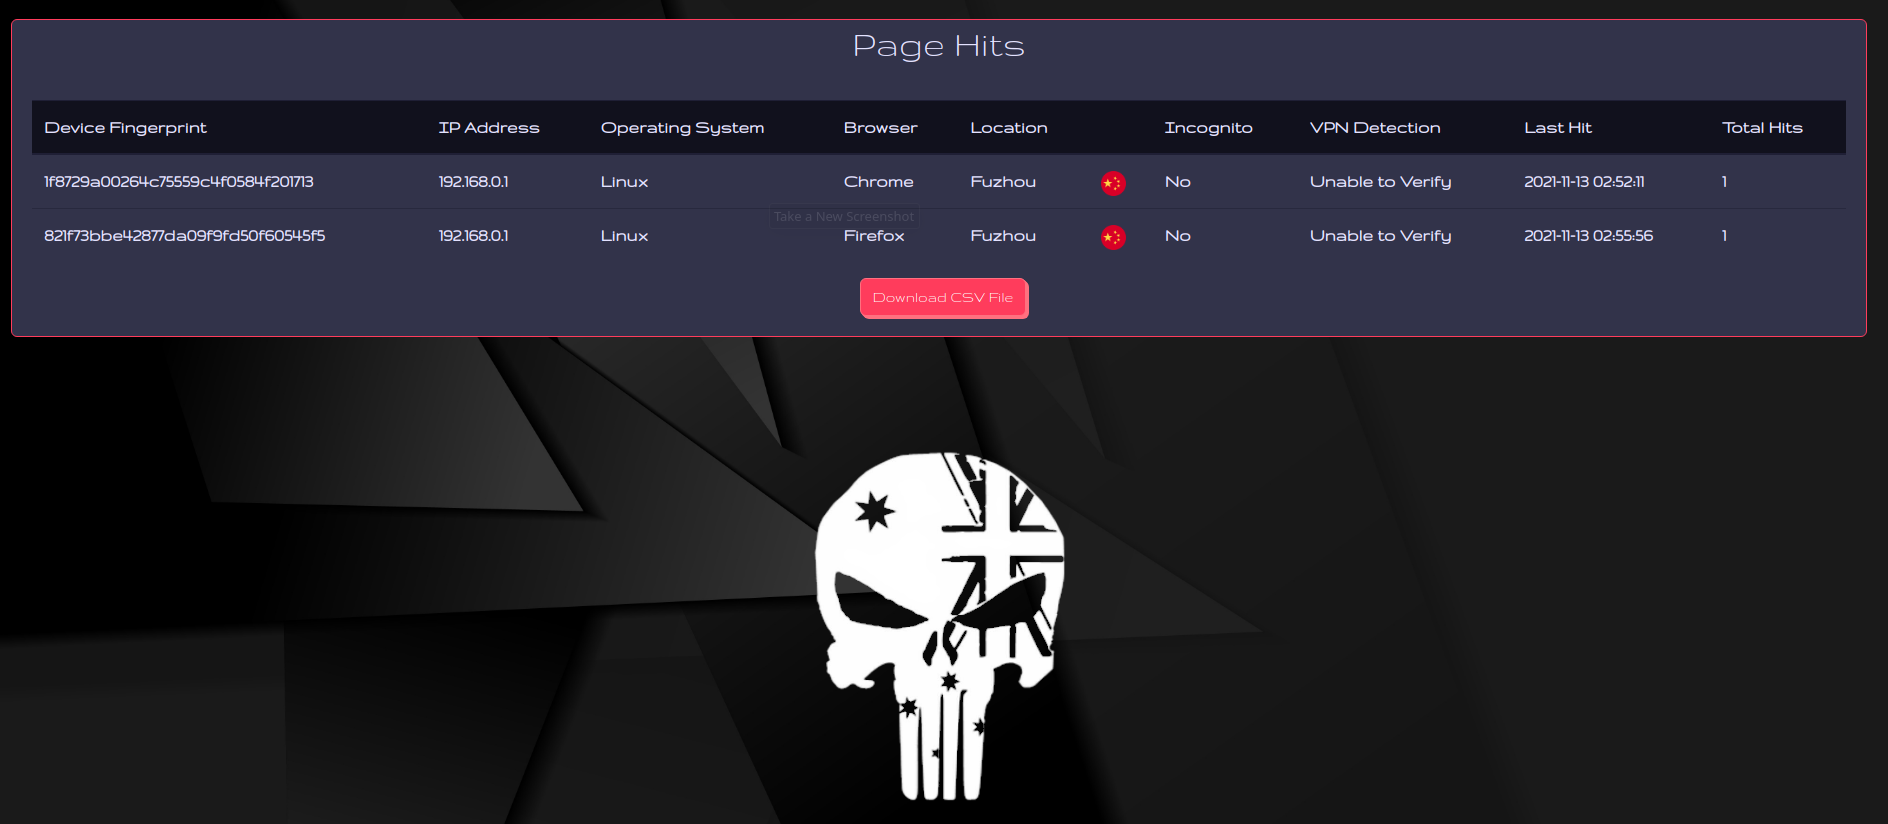 Page Hits
Device Fingerprint IP Address Operating System Browser Location Incognito VPN Detection Last Hit Total Hits
1f8729a00264c75559c4f0584f201713 192.168.0.1 Linux Chrome Fuzhou No Unable to Verify 2021-11-13 02:52:11 1
Take a New Screenshot
821f73bbe42877da09f9fd50f60545f5 192.168.0.1 Linux Firefox Fuzhou No Unable to Verify 2021-11-13 02:55:56 1
Download CSV File